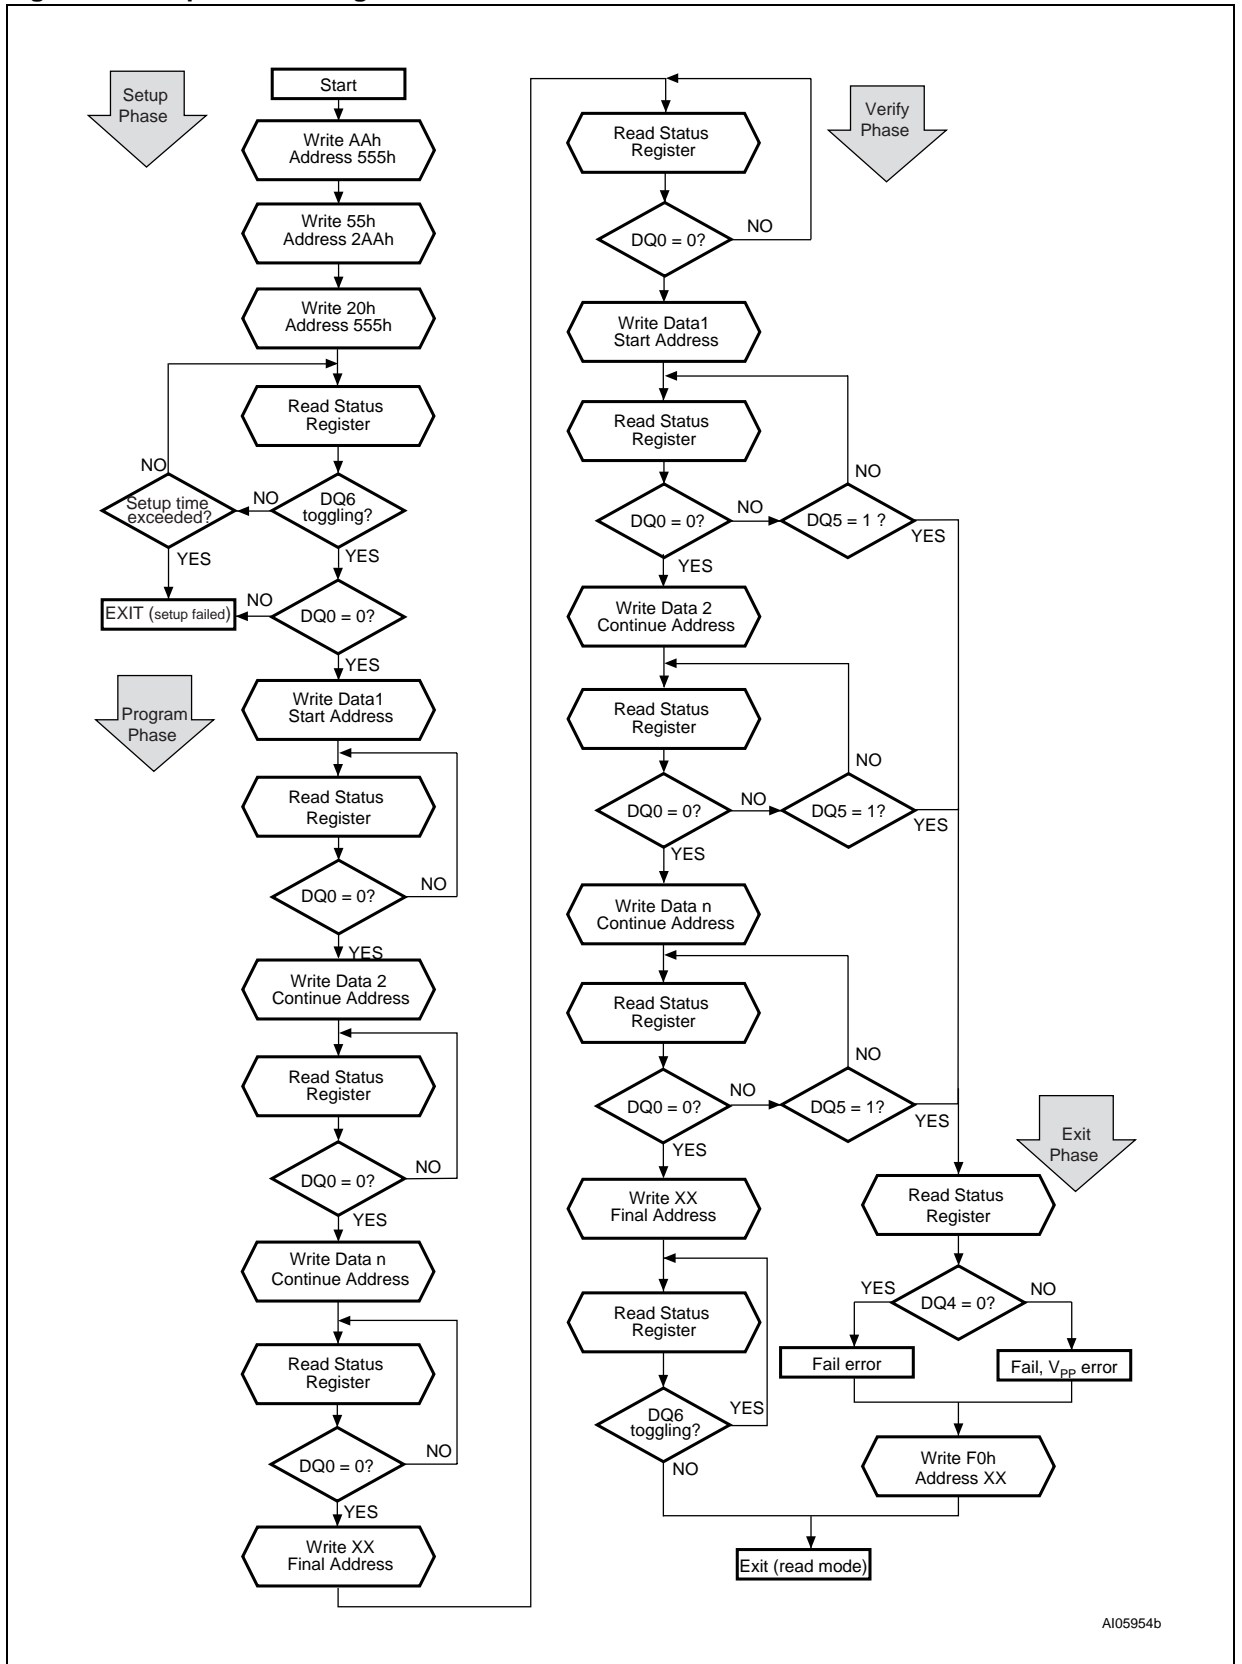 Setup
Phase
Start
Write AAh
Address 555h
Write 55h
Address 2AAh
Write 20h
Address 555h
Read Status
Register
NO
Setup time
exceeded?
NO
DQ6
toggling?
YES
YES
EXIT (setup failed)
NO
DQ0 = 0?
YES
Program
Phase
Write Data1
Start Address
Read Status
Register
DQ0 = 0?
NO
YES
Write Data 2
Continue Address
Read Status
Register
DQ0 = 0?
NO
YES
Write Data n
Continue Address
Read Status
Register
DQ0 = 0?
NO
YES
Write XX
Final Address
Verify
Phase
Read Status
Register
DQ0 = 0?
NO
Write Data1
Start Address
Read Status
Register
NO
DQ0 = 0?
NO
DQ5 = 1 ?
YES
YES
Write Data 2
Continue Address
Read Status
Register
NO
DQ0 = 0?
NO
DQ5 = 1?
YES
YES
Write Data n
Continue Address
Read Status
Register
NO
DQ0 = 0?
NO
DQ5 = 1?
YES
YES
Write XX
Final Address
Read Status
Register
DQ6
toggling?
YES
NO
Exit
Phase
Read Status
Register
YES
DQ4 = 0?
NO
Fail error
Fail, VPP error
Write F0h
Address XX
Exit (read mode)
AI05954b